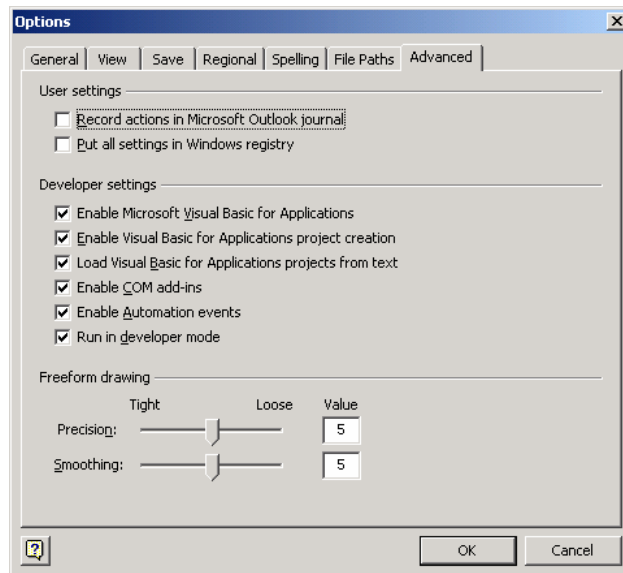 Options
General View Save Regional Spelling File Paths Advanced
User settings
Record actions in Microsoft Outlook journal
Put all settings in Windows registry
Developer settings
Enable Microsoft Visual Basic for Applications
Enable Visual Basic for Applications project creation
Load Visual Basic for Applications projects from text
Enable COM add-ins
Enable Automation events
Run in developer mode
Freeform drawing
Tight Loose Value
Precision: 5
Smoothing: 5
OK Cancel